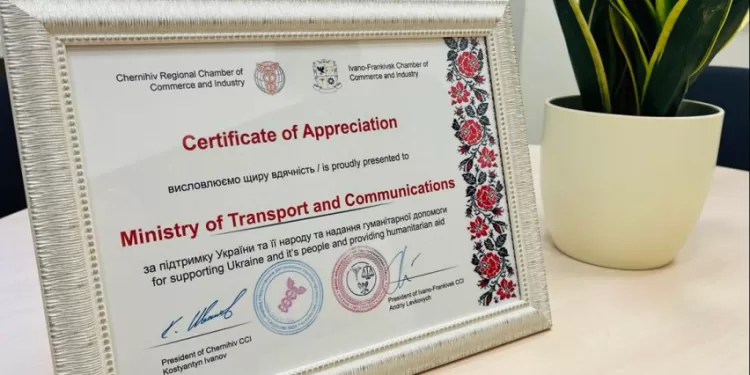 Chernihiv Regional Chamber of
Commerce and Industry
Ivano-Frankivsk Chamber of
Commerce and Industry
Certificate of Appreciation
висловлюємо щиру вдячність / is proudly presented to
Ministry of Transport and Communications
за підтримку України та її народу та надання гуманітарної допомоги
for supporting Ukraine and it's people and providing humanitarian aid
President of Chernihiv CCI
Kostyantyn Ivanov
President of Ivano-Frankivsk CCI
Andriy Levkovych